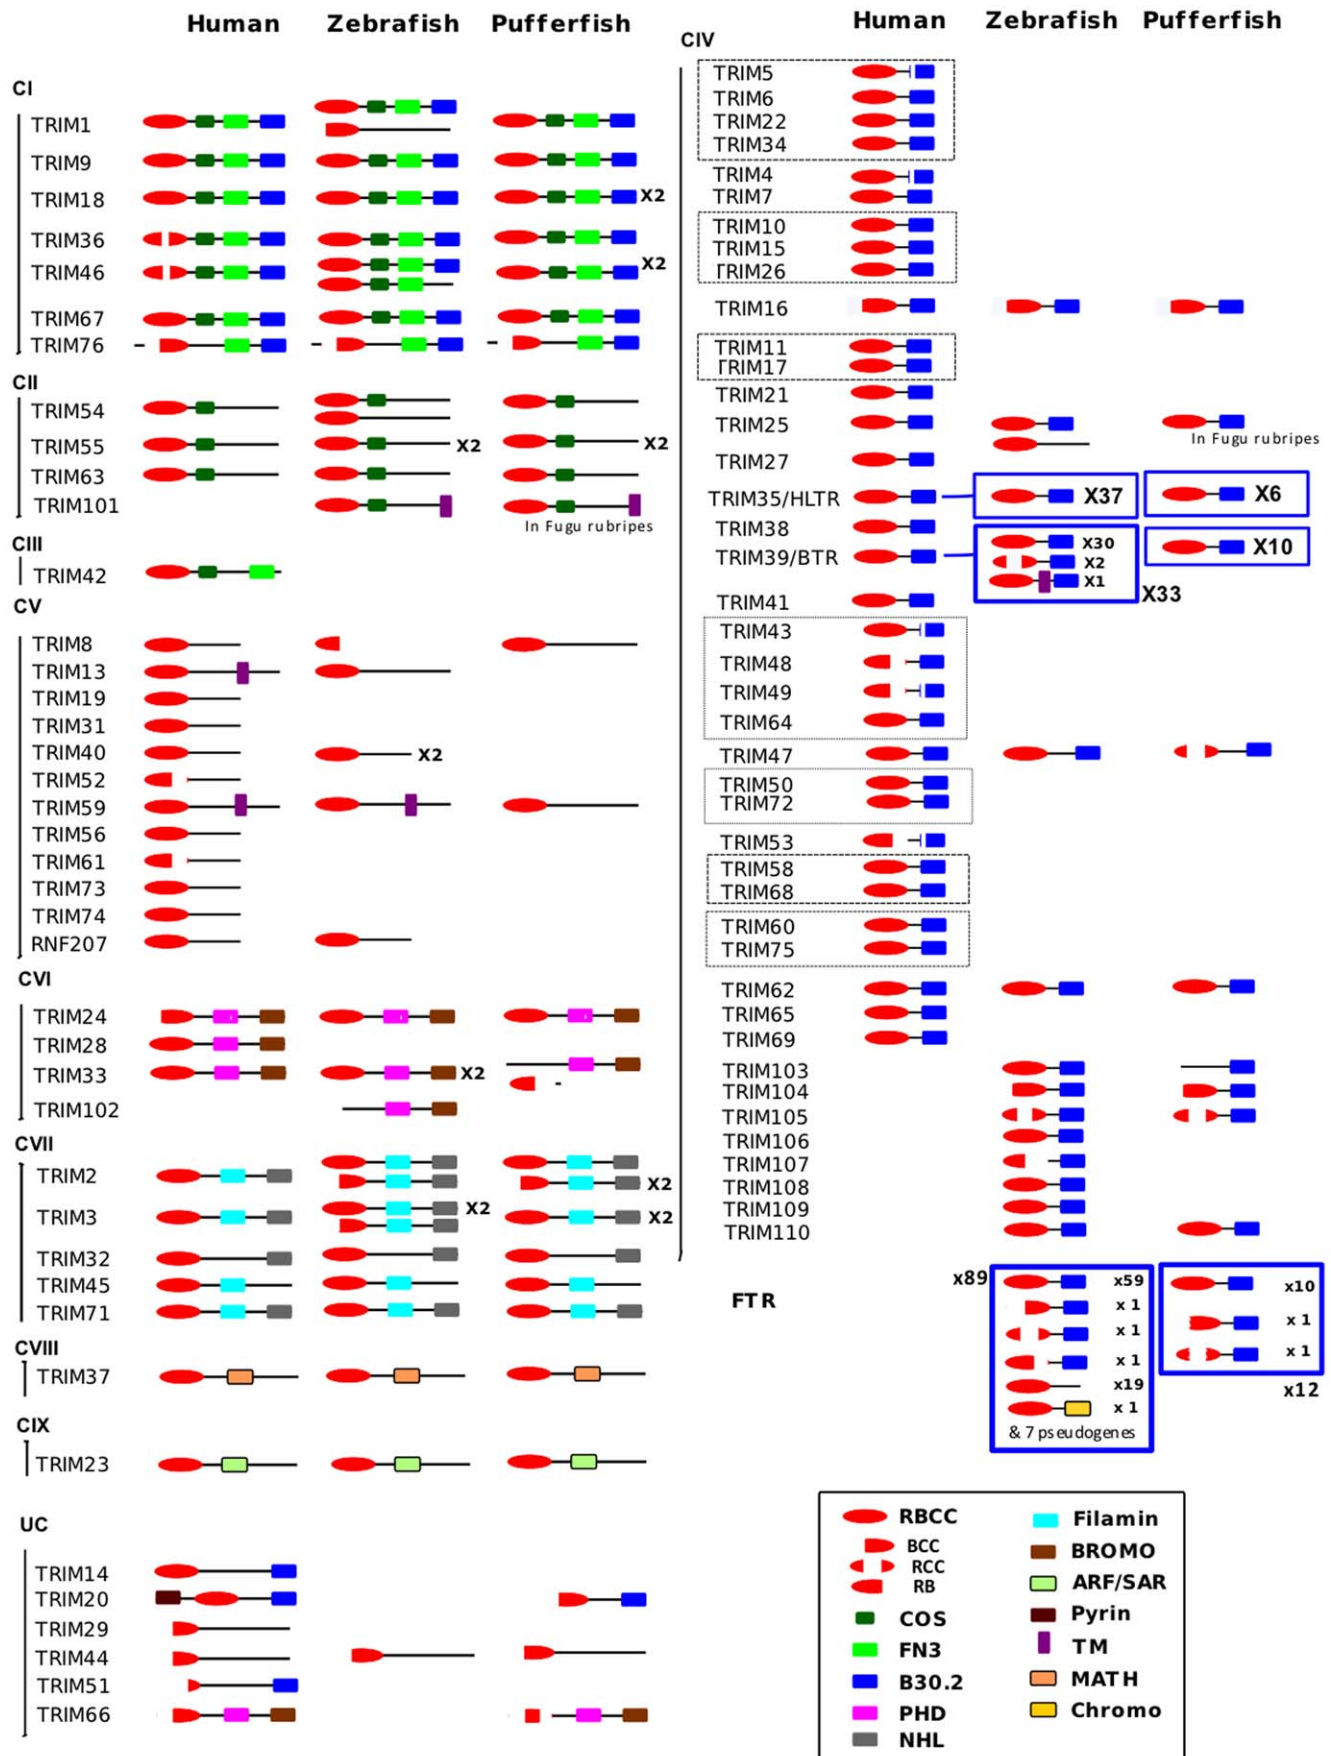 Human Zebrafish Pufferfish
CI
TRIM1
TRIM9
TRIM18 X2
TRIM36
TRIM46 X2
TRIM67
TRIM76
CII
TRIM54
TRIM55 X2 X2
TRIM63
TRIM101
In Fugu rubripes
CIII
TRIM42
CV
TRIM8
TRIM13
TRIM19
TRIM31
TRIM40 X2
TRIM52
TRIM59
TRIM56
TRIM61
TRIM73
TRIM74
RNF207
CVI
TRIM24
TRIM28
TRIM33 X2
TRIM102
CVII
TRIM2 X2
TRIM3 X2 X2
TRIM32
TRIM45
TRIM71
CVIII
TRIM37
CIX
TRIM23
UC
TRIM14
TRIM20
TRIM29
TRIM44
TRIM51
TRIM66
Human Zebrafish Pufferfish
CIV
TRIM5
TRIM6
TRIM22
TRIM34
TRIM4
TRIM7
TRIM10
TRIM15
TRIM26
TRIM16
TRIM11
TRIM17
TRIM21
TRIM25
In Fugu rubripes
TRIM27
TRIM35/HLTR X37 X6
TRIM38
TRIM39/BTR X30 X10
X2
X1
X33
TRIM41
TRIM43
TRIM48
TRIM49
TRIM64
TRIM47
TRIM50
TRIM72
TRIM53
TRIM58
TRIM68
TRIM60
TRIM75
TRIM62
TRIM65
TRIM69
TRIM103
TRIM104
TRIM105
TRIM106
TRIM107
TRIM108
TRIM109
TRIM110
FTR
x89 x59 x10
x 1 x 1
x 1 x 1
x 1
x19 x12
x 1
& 7 pseudogenes
RBCC
BCC
RCC
RB
COS
FN3
B30.2
PHD
NHL
Filamin
BROMO
ARF/SAR
Pyrin
TM
MATH
Chromo